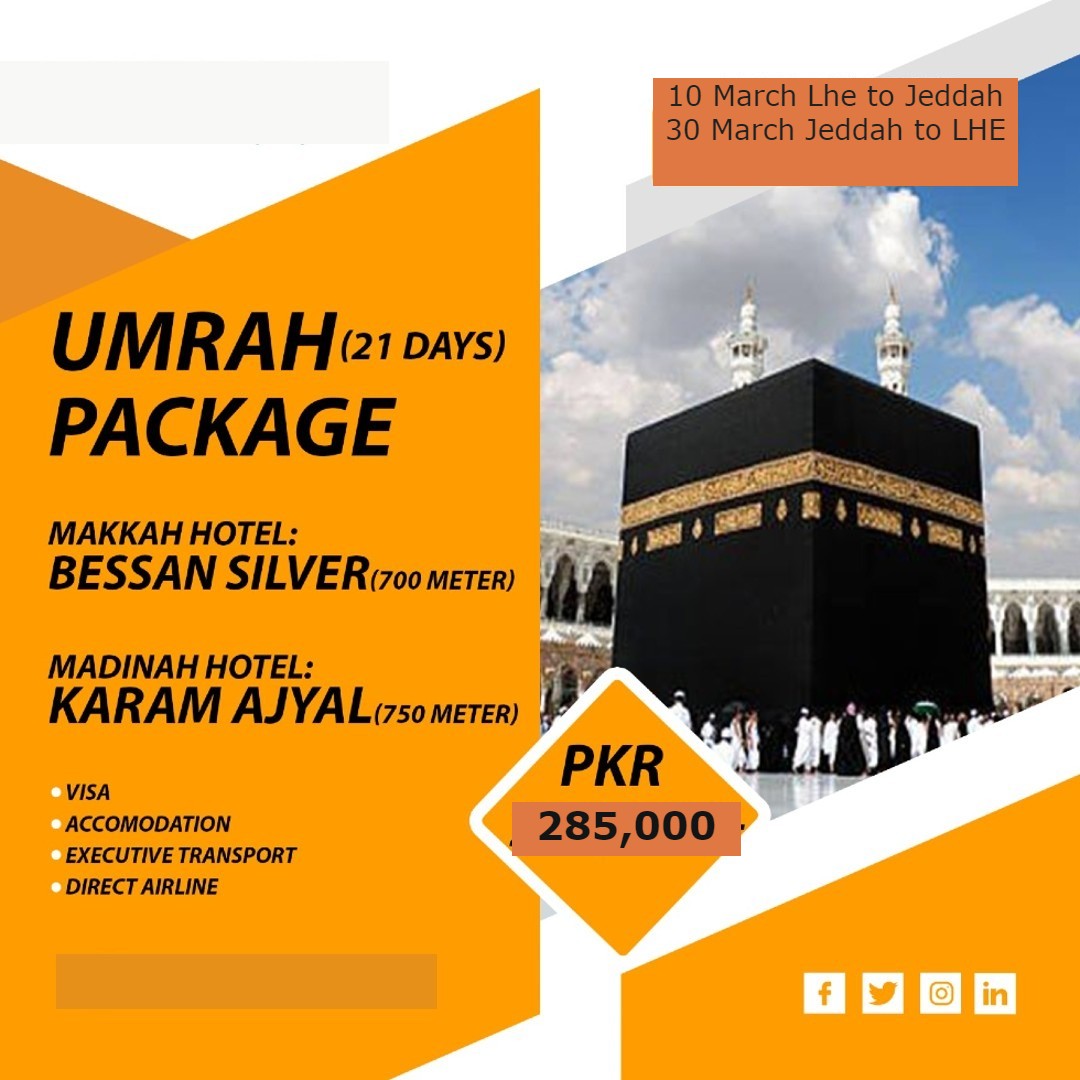 10 March Lhe to Jeddah
30 March Jeddah to LHE
UMRAH (21 DAYS)
PACKAGE
MAKKAH HOTEL:
BESSAN SILVER (700 METER)
MADINAH HOTEL:
KARAM AJYAL (750 METER)
VISA
ACCOMODATION
EXECUTIVE TRANSPORT
DIRECT AIRLINE
PKR
285,000